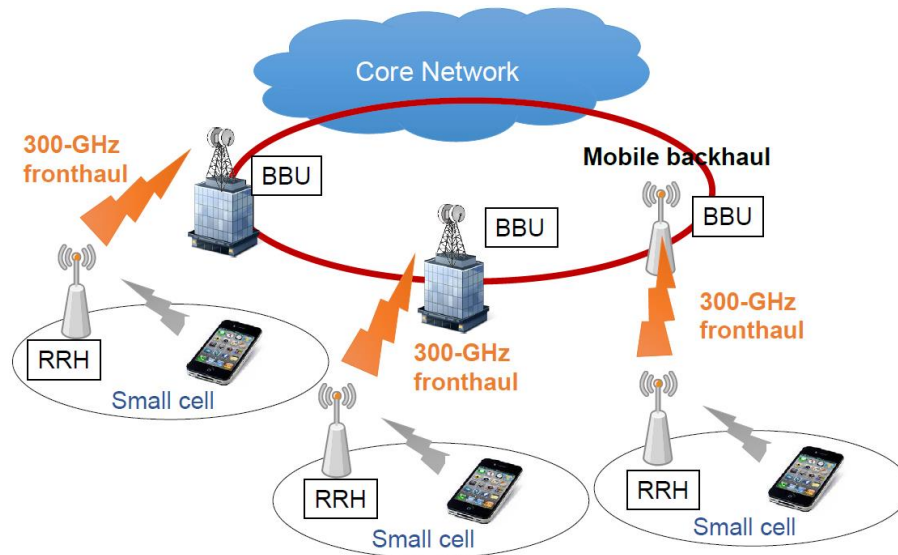 Core Network
300-GHz
fronthaul
BBU
Mobile backhaul
BBU
BBU
RRH
Small cell
300-GHz
fronthaul
300-GHz
fronthaul
RRH
Small cell
RRH
Small cell